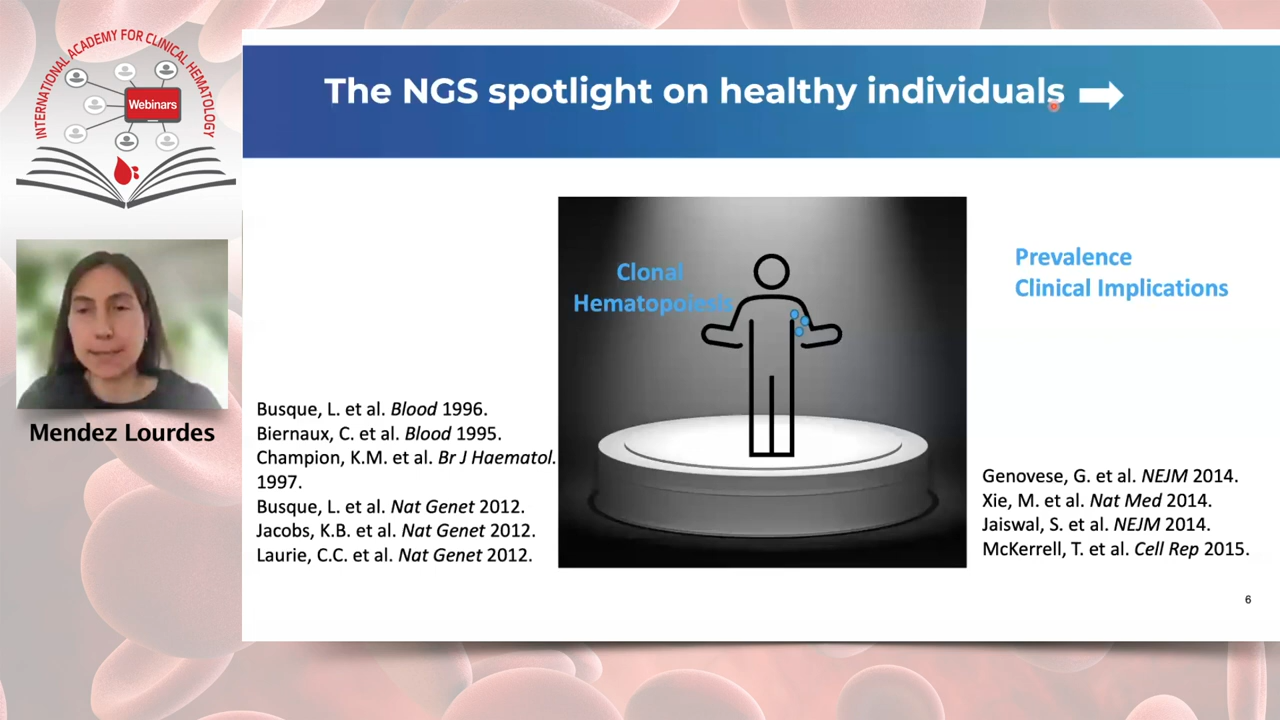 INTERNATIONAL ACADEMY FOR CLINICAL HEMATOLOGY
Webinars
Mendez Lourdes
The NGS spotlight on healthy individuals
Clonal
Hematopoiesis
Prevalence
Clinical Implications
Busque, L. et al. Blood 1996.
Biernaux, C. et al. Blood 1995.
Champion, K.M. et al. Br J Haematol.
1997.
Busque, L. et al. Nat Genet 2012.
Jacobs, K.B. et al. Nat Genet 2012.
Laurie, C.C. et al. Nat Genet 2012.
Genovese, G. et al. NEJM 2014.
Xie, M. et al. Nat Med 2014.
Jaiswal, S. et al. NEJM 2014.
McKerrell, T. et al. Cell Rep 2015.
6